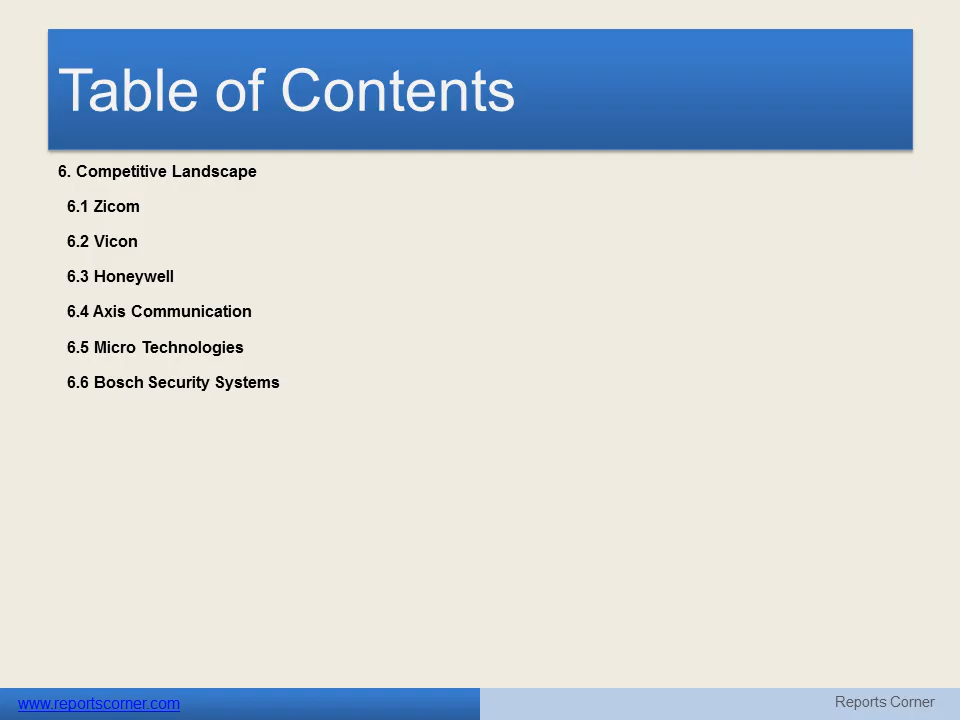 Table of Contents
6. Competitive Landscape
6.1 Zicom
6.2 Vicon
6.3 Honeywell
6.4 Axis Communication
6.5 Micro Technologies
6.6 Bosch Security Systems
www.reportscorner.com
Reports Corner